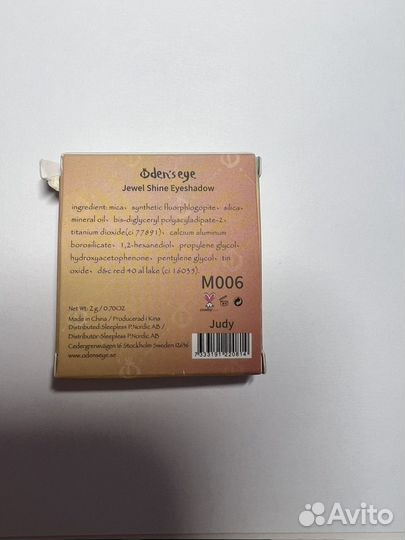 Oden's eye
Jewel Shine Eyeshadow
ingredient: mica、synthetic fluorphlogopite、silica、
mineral oil、bis-diglyceryl polyacyladipate-2、
titanium dioxide(ci 77891)、calcium aluminum
borosilicate、1,2-hexanediol、propylene glycol、
hydroxyacetophenone、pentylene glycol、tin
oxide、d&c red 40 al lake (ci 16035).
M006
Net Wt: 2 g / 0.70OZ
Made in China / Producerad i Kina
Distributed:Sleepless P.Nordic AB /
Distributor:Sleepless P.Nordic AB
Cedergrensvägen 16 Stockholm Sweden 12636
www.odenseye.se
Judy
7333191220814
Avito